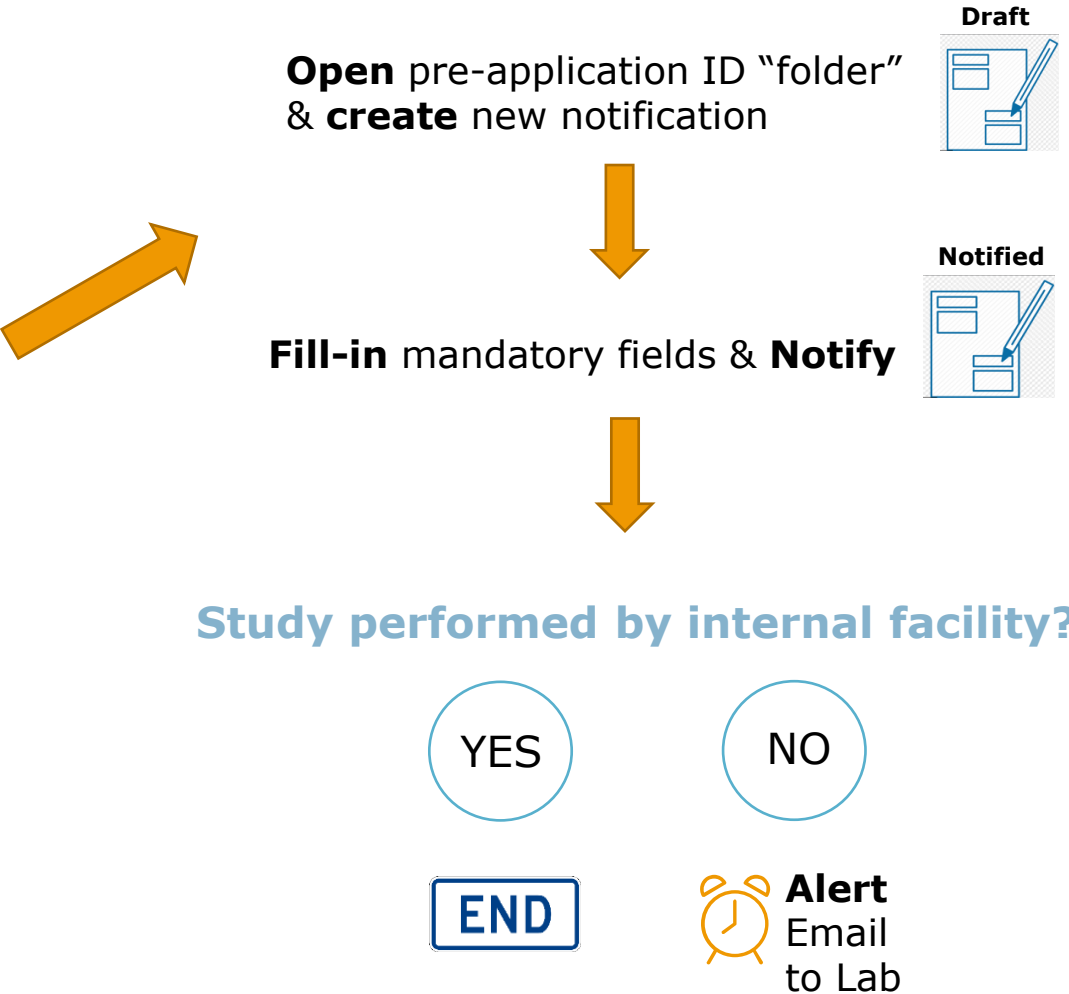 Draft
Open pre-application ID “folder”
& create new notification
Notified
Fill-in mandatory fields & Notify
Study performed by internal facility?
YES
NO
END
Alert
Email
to Lab